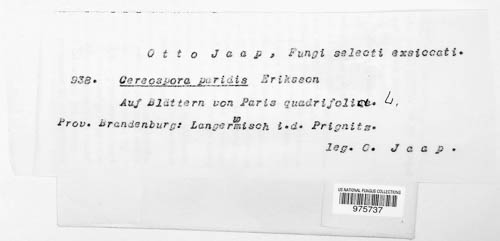 Otto Jaap, Fungi selecti exsiccati.
938. Cercospora paridis Eriksson
Auf Blättern von Paris quadrifolia. L.
Prov. Brandenburg: Langerwisch i.d. Prignitz.
leg. O. Jaap.
US NATIONAL FUNGUS COLLECTIONS
975737